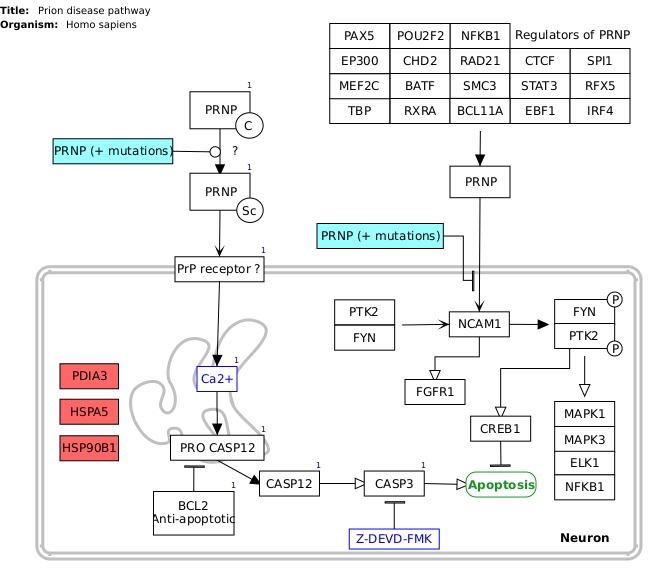 Title: Prion disease pathway
Organism: Homo sapiens
PAX5 POU2F2 NFKB1 Regulators of PRNP
EP300 CHD2 RAD21 CTCF SPI1
MEF2C BATF SMC3 STAT3 RFX5
TBP RXRA BCL11A EBF1 IRF4
1
PRNP
C
PRNP (+ mutations)
?
1
PRNP
Sc
PRNP
PRNP (+ mutations)
1
PrP receptor ?
PTK2
FYN
NCAM1
P
FYN
PTK2
P
1
Ca2+
PDIA3
HSPA5
HSP90B1
FGFR1
CREB1
MAPK1
MAPK3
ELK1
NFKB1
1
PRO CASP12
1
CASP12
1
CASP3
Apoptosis
1
BCL2
Anti-apoptotic
Z-DEVD-FMK
Neuron